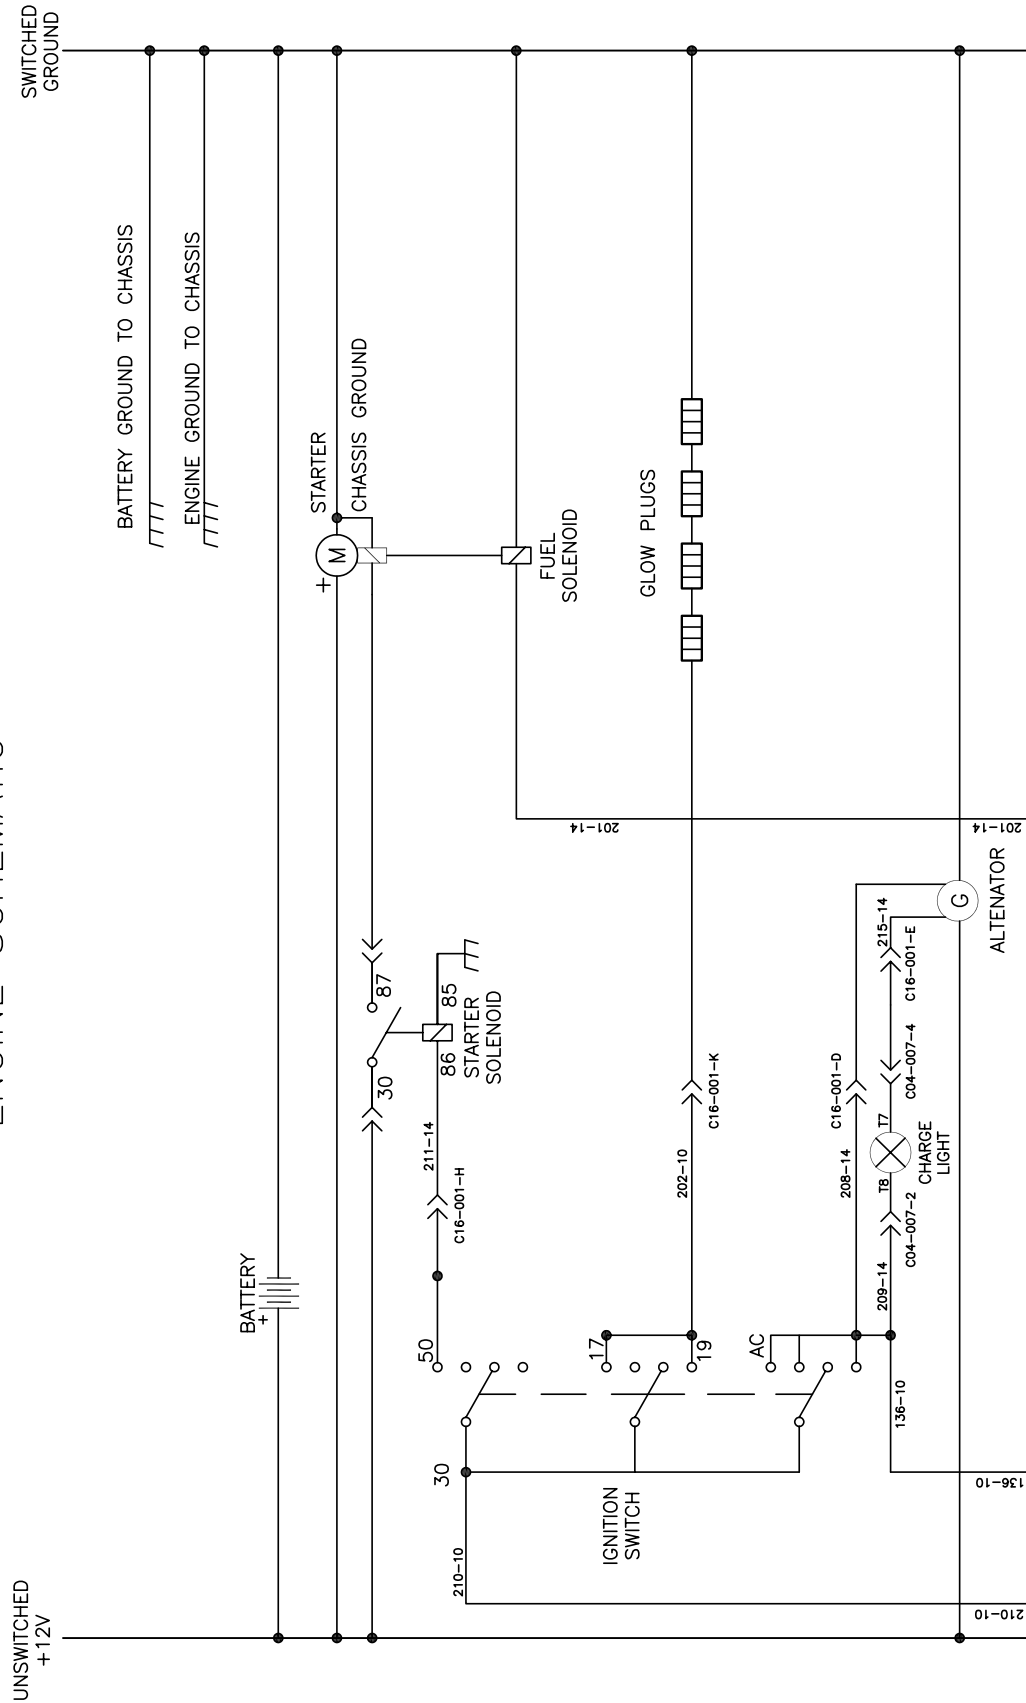 UNSWITCHED
+12V
SWITCHED
GROUND
BATTERY GROUND TO CHASSIS
ENGINE GROUND TO CHASSIS
BATTERY
+
STARTER
CHASSIS GROUND
+
M
30
87
86
85
STARTER
SOLENOID
211-14
C16-001-H
50
FUEL
SOLENOID
201-14
201-14
GLOW PLUGS
30
210-10
210-10
IGNITION
SWITCH
17
19
202-10
C16-001-K
AC
208-14
C16-001-D
209-14
C04-007-2
T8
T7
CHARGE
LIGHT
C04-007-4
215-14
C16-001-E
136-10
136-10
G
ALTENATOR